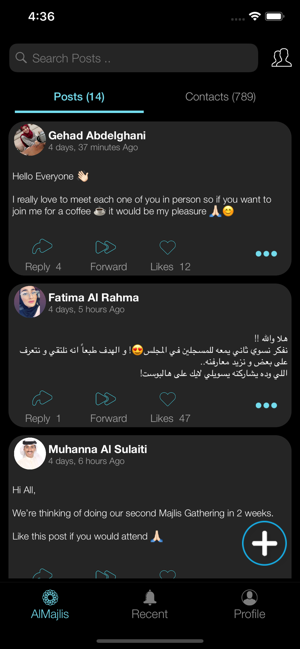 4:36
Search Posts ..
Posts (14)
Contacts (789)
Gehad Abdelghani
4 days, 37 minutes Ago
Hello Everyone 👋🏻
I really love to meet each one of you in person so if you want to
join me for a coffee ☕ it would be my pleasure 🙏🏻😊
Reply 4
Forward
Likes 12
Fatima Al Rahma
4 days, 5 hours Ago
هلا والله !!
نفكر نسوي ثاني يمعه للمسجلين في المجلس😍! و الهدف طبعاً انه نلتقي و نتعرف
على بعض و نزيد معارفنه..
اللي وده يشاركنه يسويلي لايك على هالبوست!
Reply 1
Forward
Likes 47
Muhanna Al Sulaiti
4 days, 6 hours Ago
Hi All,
We're thinking of doing our second Majlis Gathering in 2 weeks.
Like this post if you would attend 🙏🏻
AlMajlis
Recent
Profile